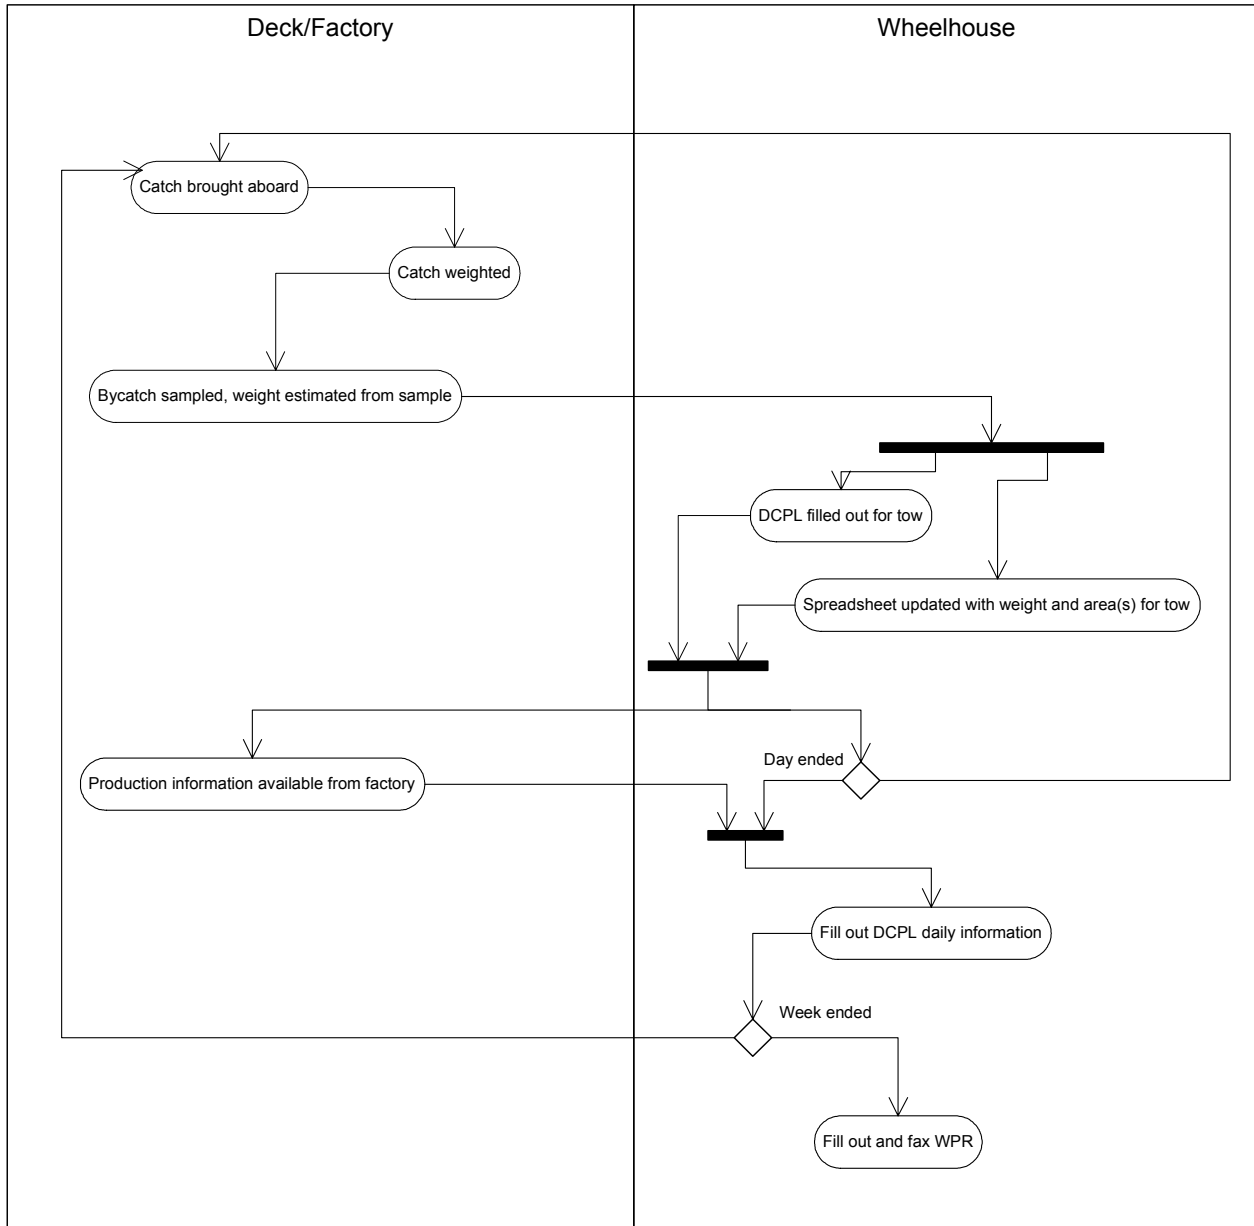 Deck/Factory
Wheelhouse
Catch brought aboard
Catch weighted
Bycatch sampled, weight estimated from sample
DCPL filled out for tow
Spreadsheet updated with weight and area(s) for tow
Day ended
Production information available from factory
Fill out DCPL daily information
Week ended
Fill out and fax WPR